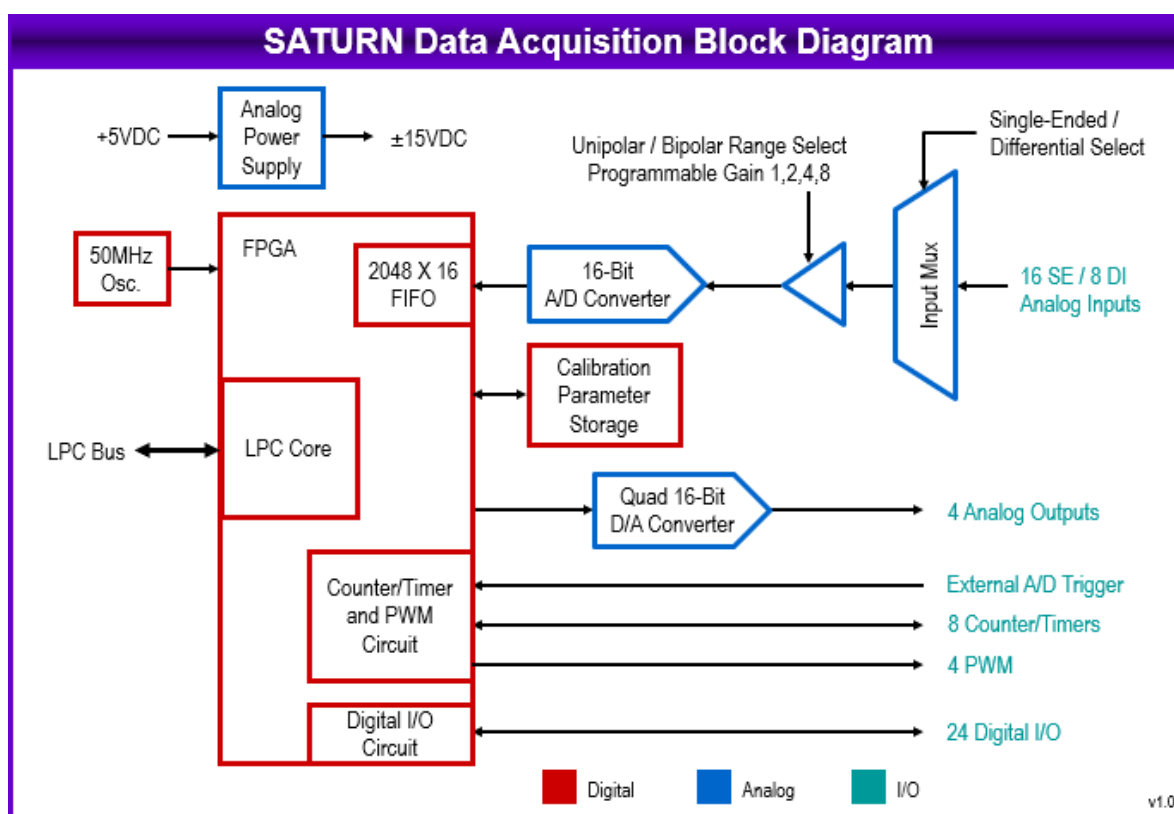 SATURN Data Acquisition Block Diagram
+5VDC
Analog
Power
Supply
±15VDC
Unipolar / Bipolar Range Select
Programmable Gain 1,2,4,8
Single-Ended /
Differential Select
50MHz
Osc.
FPGA
2048 X 16
FIFO
16-Bit
A/D Converter
Input Mux
16 SE / 8 DI
Analog Inputs
Calibration
Parameter
Storage
LPC Bus
LPC Core
Quad 16-Bit
D/A Converter
4 Analog Outputs
Counter/Timer
and PWM
Circuit
External A/D Trigger
8 Counter/Timers
4 PWM
Digital I/O
Circuit
24 Digital I/O
Digital
Analog
I/O
v1.0